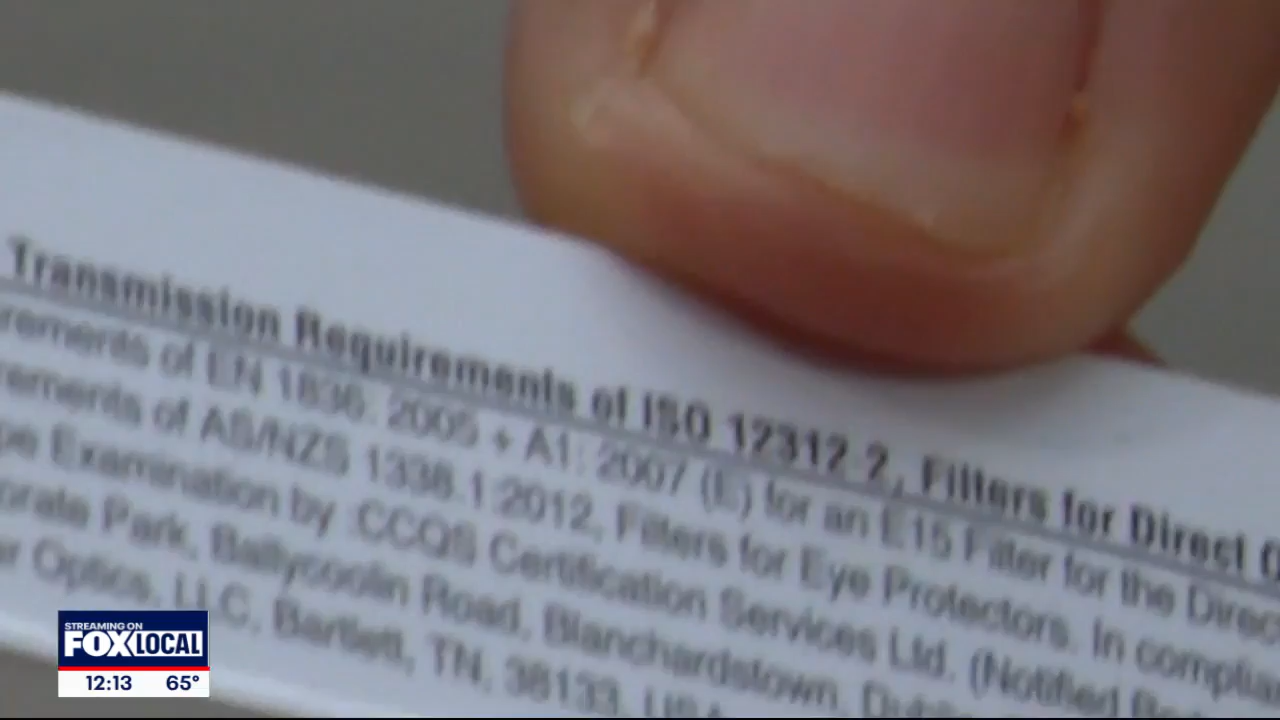 Transmission Requirements of ISO 12312 2, Filters for Direct
rements of EN 1836: 2005 + A1: 2007 (E) for an E15 Filter for the Direc
rements of AS/NZS 1338.1:2012, Filters for Eye Protectors. In complia
pe Examination by CCQS Certification Services Ltd. (Notified Bo
orate Park, Ballycoolin Road, Blanchardstown, Dubl
r Optics, LLC, Bartlett, TN, 38133, USA
STREAMING ON
FOX LOCAL
12:13 65°